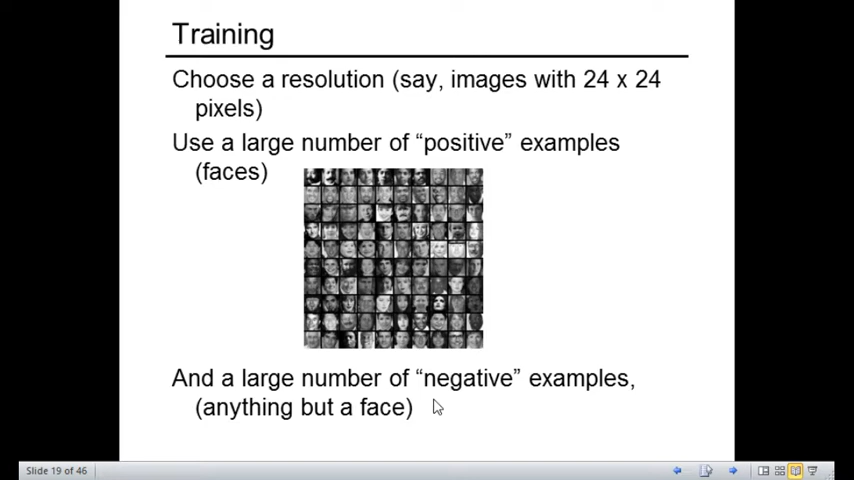 Training
Choose a resolution (say, images with 24 x 24
pixels)
Use a large number of “positive” examples
(faces)
And a large number of “negative” examples,
(anything but a face)
Slide 19 of 46